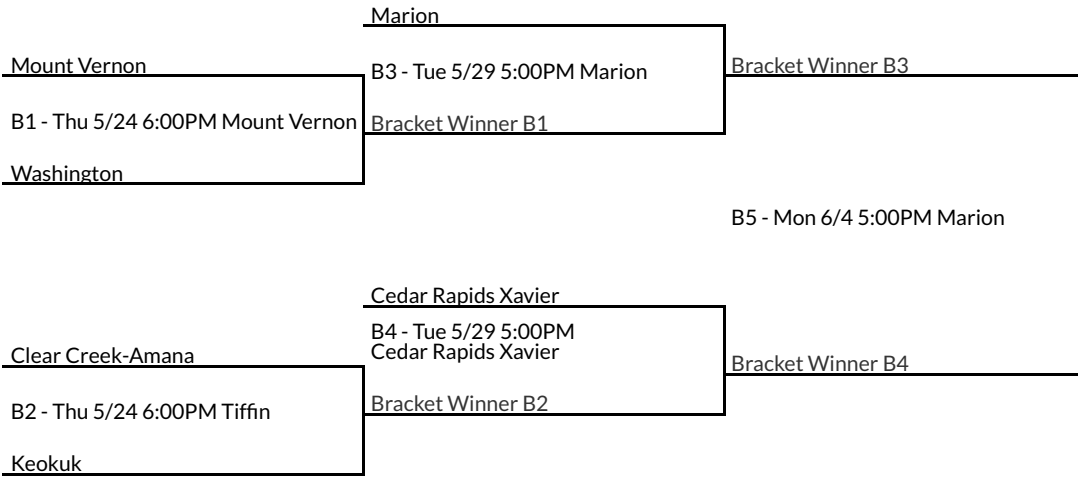 Marion
Mount Vernon
B3 - Tue 5/29 5:00PM Marion
Bracket Winner B3
B1 - Thu 5/24 6:00PM Mount Vernon
Bracket Winner B1
Washington
B5 - Mon 6/4 5:00PM Marion
Cedar Rapids Xavier
B4 - Tue 5/29 5:00PM
Cedar Rapids Xavier
Clear Creek-Amana
Bracket Winner B4
B2 - Thu 5/24 6:00PM Tiffin
Bracket Winner B2
Keokuk